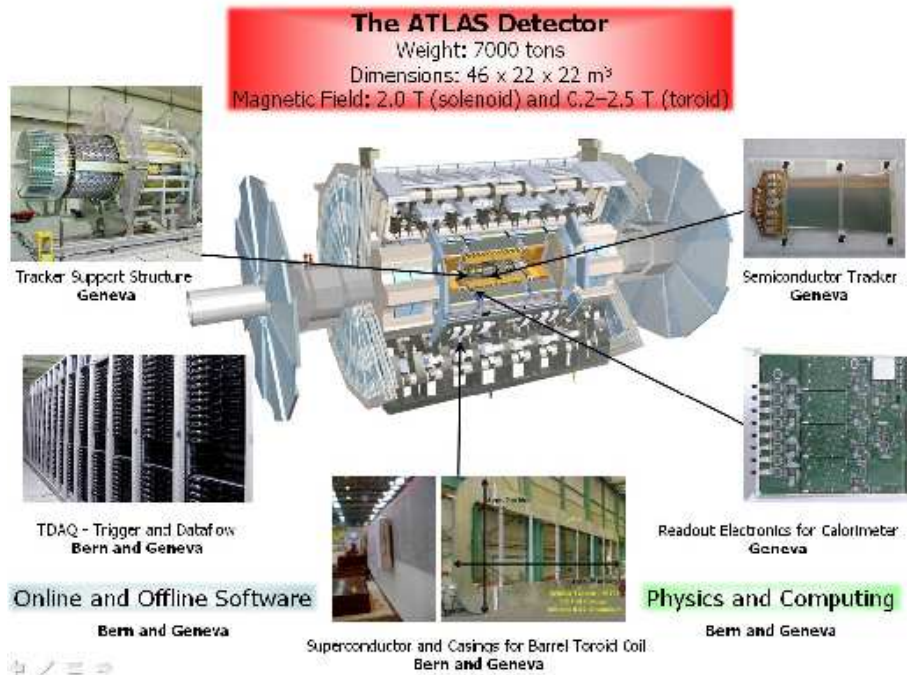 The ATLAS Detector
Weight: 7000 tons
Dimensions: 46 x 22 x 22 m³
Magnetic Field: 2.0 T (solenoid) and 0.2–2.5 T (toroid)
Tracker Support Structure
Geneva
Semiconductor Tracker
Geneva
TDAQ – Trigger and Dataflow
Bern and Geneva
Readout Electronics for Calorimeter
Geneva
Online and Offline Software
Bern and Geneva
Physics and Computing
Bern and Geneva
Superconductor and Casings for Barrel Toroid Coil
Bern and Geneva